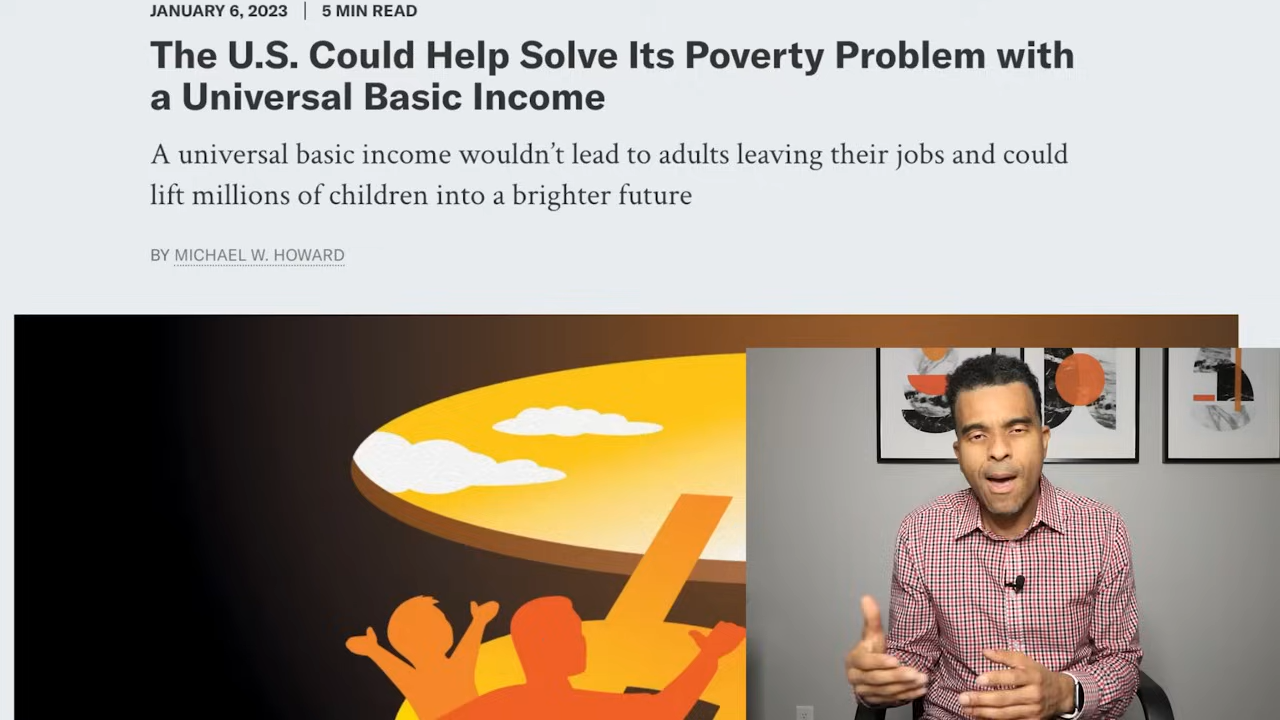 JANUARY 6, 2023 | 5 MIN READ
The U.S. Could Help Solve Its Poverty Problem with
a Universal Basic Income
A universal basic income wouldn’t lead to adults leaving their jobs and could
lift millions of children into a brighter future
BY MICHAEL W. HOWARD